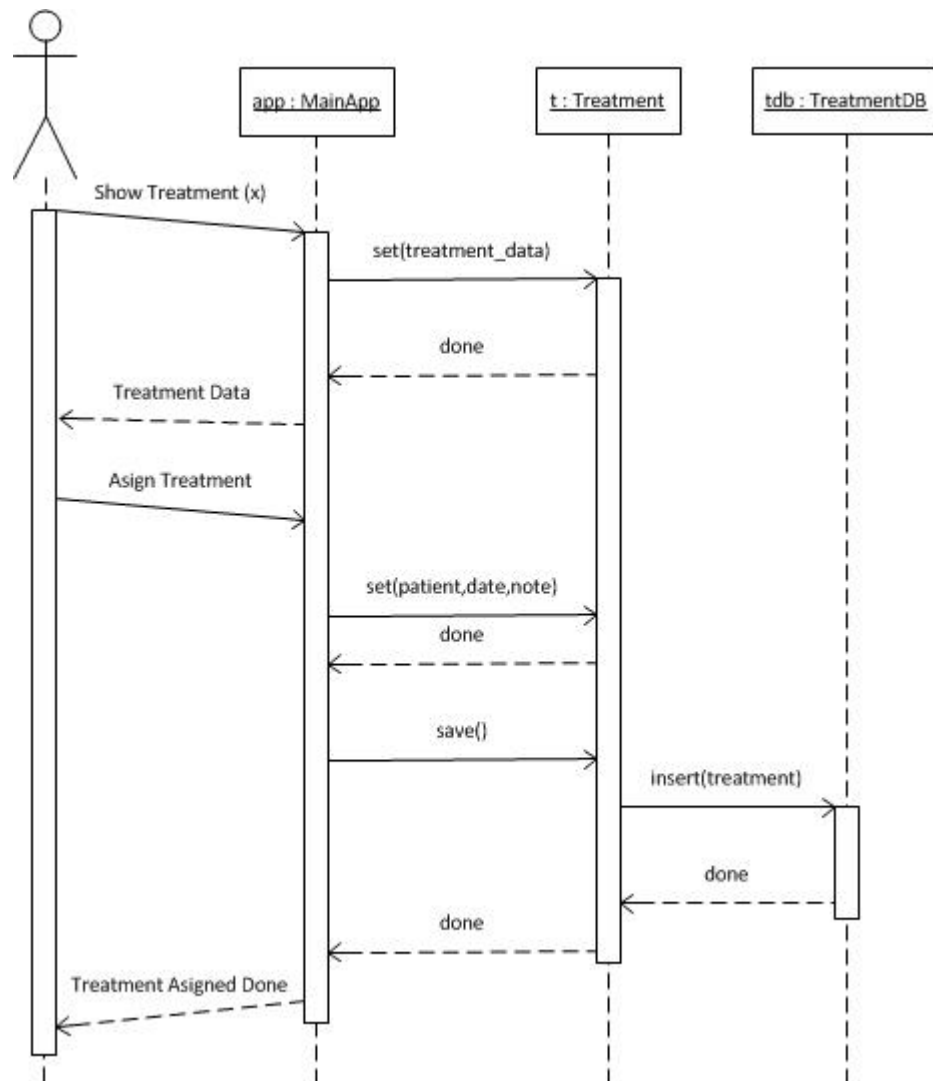 app : MainApp
t : Treatment
tdb : TreatmentDB
Show Treatment (x)
set(treatment_data)
done
Treatment Data
Asign Treatment
set(patient,date,note)
done
save()
insert(treatment)
done
done
Treatment Asigned Done